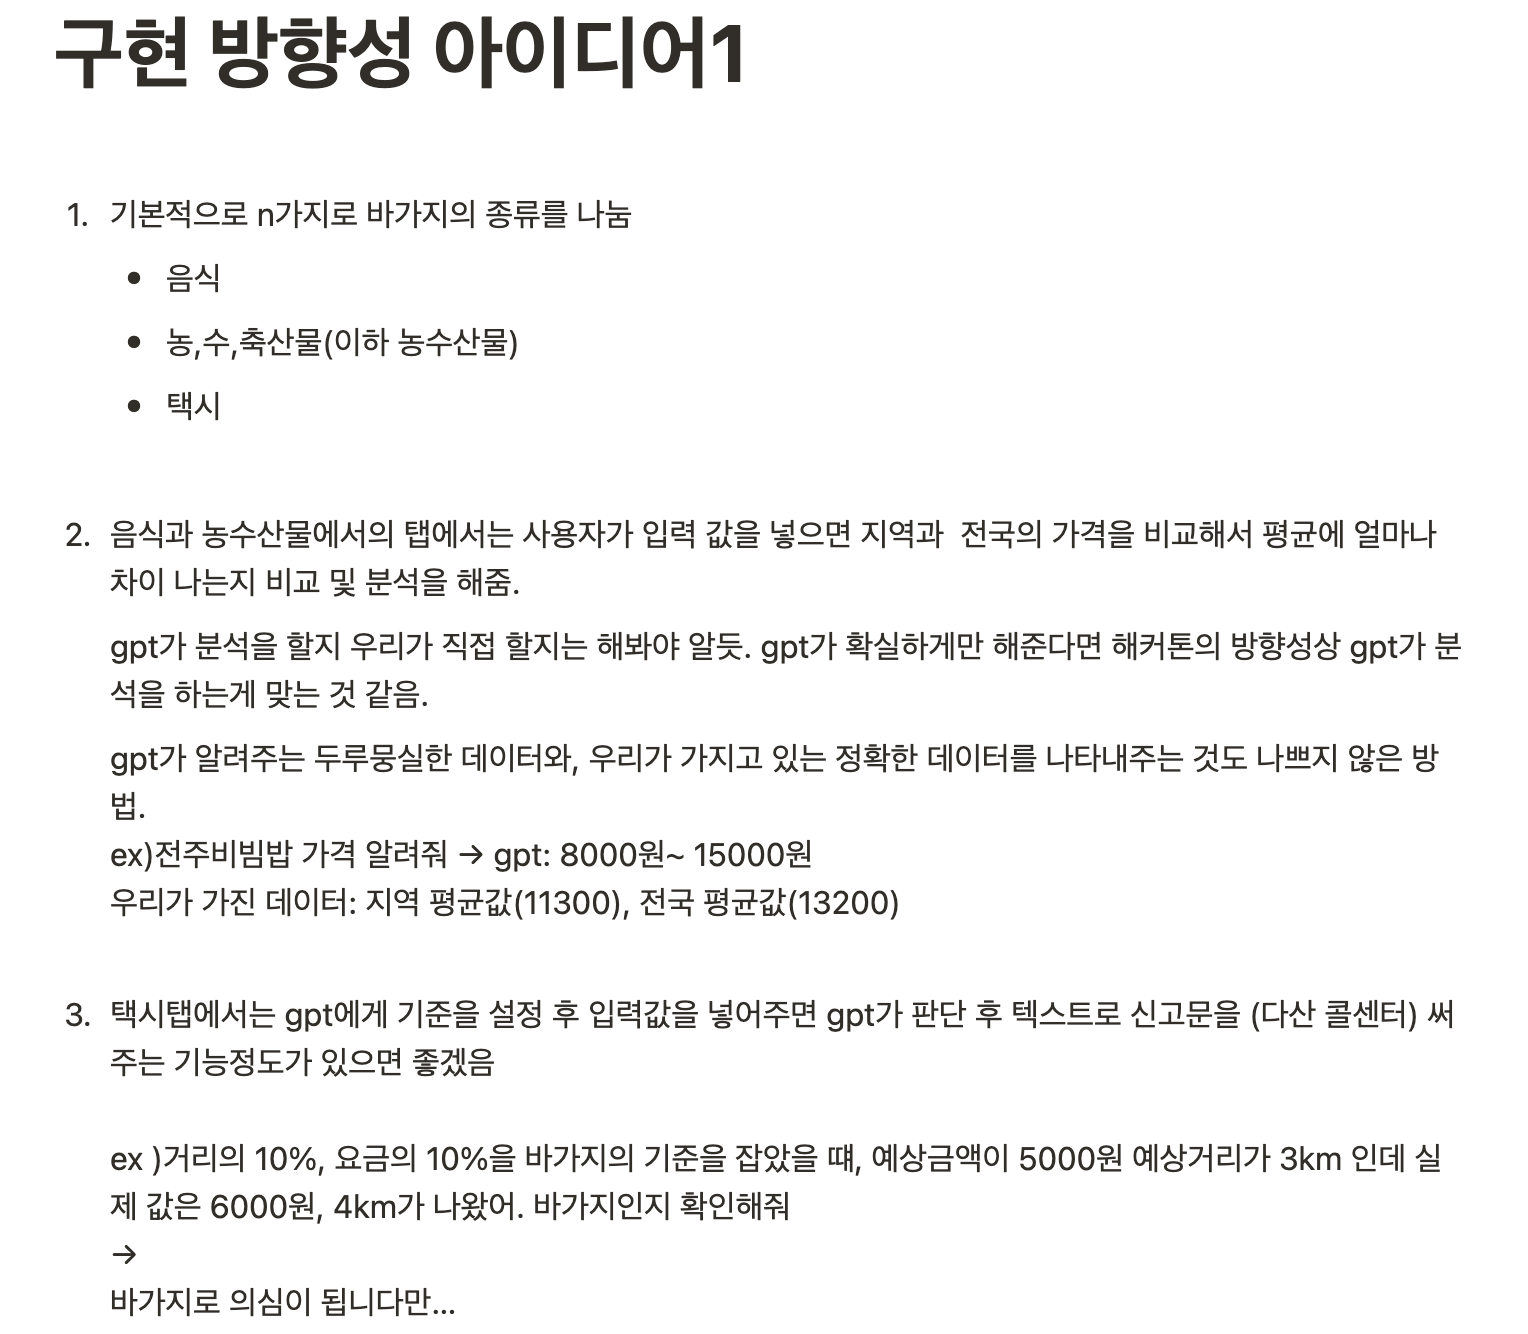 구현 방향성 아이디어1
1. 기본적으로 n가지로 바가지의 종류를 나눔
• 음식
• 농,수,축산물(이하 농수산물)
• 택시
2. 음식과 농수산물에서의 탭에서는 사용자가 입력 값을 넣으면 지역과  전국의 가격을 비교해서 평균에 얼마나
차이 나는지 비교 및 분석을 해줌.
gpt가 분석을 할지 우리가 직접 할지는 해봐야 알듯. gpt가 확실하게만 해준다면 해커톤의 방향성상 gpt가 분
석을 하는게 맞는 것 같음.
gpt가 알려주는 두루뭉실한 데이터와, 우리가 가지고 있는 정확한 데이터를 나타내주는 것도 나쁘지 않은 방
법.
ex)전주비빔밥 가격 알려줘 → gpt: 8000원~ 15000원
우리가 가진 데이터: 지역 평균값(11300), 전국 평균값(13200)
3. 택시탭에서는 gpt에게 기준을 설정 후 입력값을 넣어주면 gpt가 판단 후 텍스트로 신고문을 (다산 콜센터) 써
주는 기능정도가 있으면 좋겠음
ex )거리의 10%, 요금의 10%을 바가지의 기준을 잡았을 떄, 예상금액이 5000원 예상거리가 3km 인데 실
제 값은 6000원, 4km가 나왔어. 바가지인지 확인해줘
→
바가지로 의심이 됩니다만...